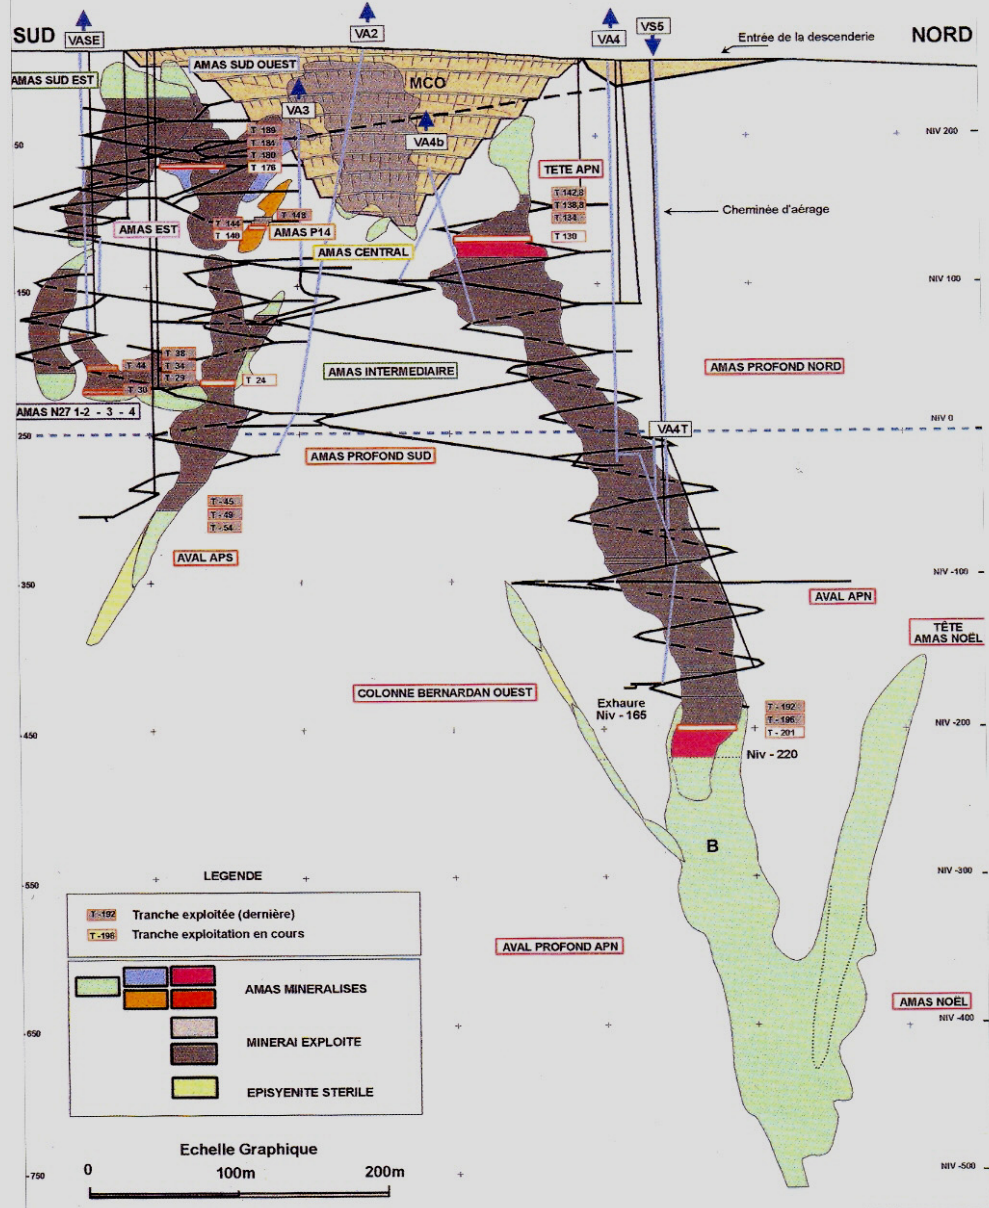 SUD
VASE
VA2
VA4
VS5
Entrée de la descenderie
NORD
AMAS SUD EST
AMAS SUD OUEST
MCO
VA3
VA4b
T 189
T 184
T 180
T 176
50
NIV 200
TETE APN
T 142,8
T 138,8
T 134
T 130
Cheminée d'aérage
AMAS EST
T 144
T 140
T 148
AMAS P14
AMAS CENTRAL
150
NIV 100
T 44
T 38
T 34
T 29
T 30
T 24
AMAS INTERMEDIAIRE
AMAS PROFOND NORD
AMAS N27 1-2 - 3 - 4
250
NIV 0
VA4T
AMAS PROFOND SUD
T -45
T -49
T -54
AVAL APS
-350
NIV -100
AVAL APN
TÊTE
AMAS NOËL
COLONNE BERNARDAN OUEST
Exhaure
Niv - 165
T -192
T -196
T -201
-450
NIV -200
Niv - 220
B
LEGENDE
-550
NIV -300
T -192 Tranche exploitée (dernière)
T -196 Tranche exploitation en cours
AVAL PROFOND APN
AMAS MINERALISES
AMAS NOËL
-650
NIV -400
MINERAI EXPLOITE
EPISYENITE STERILE
Echelle Graphique
0 100m 200m
-750
NIV -500